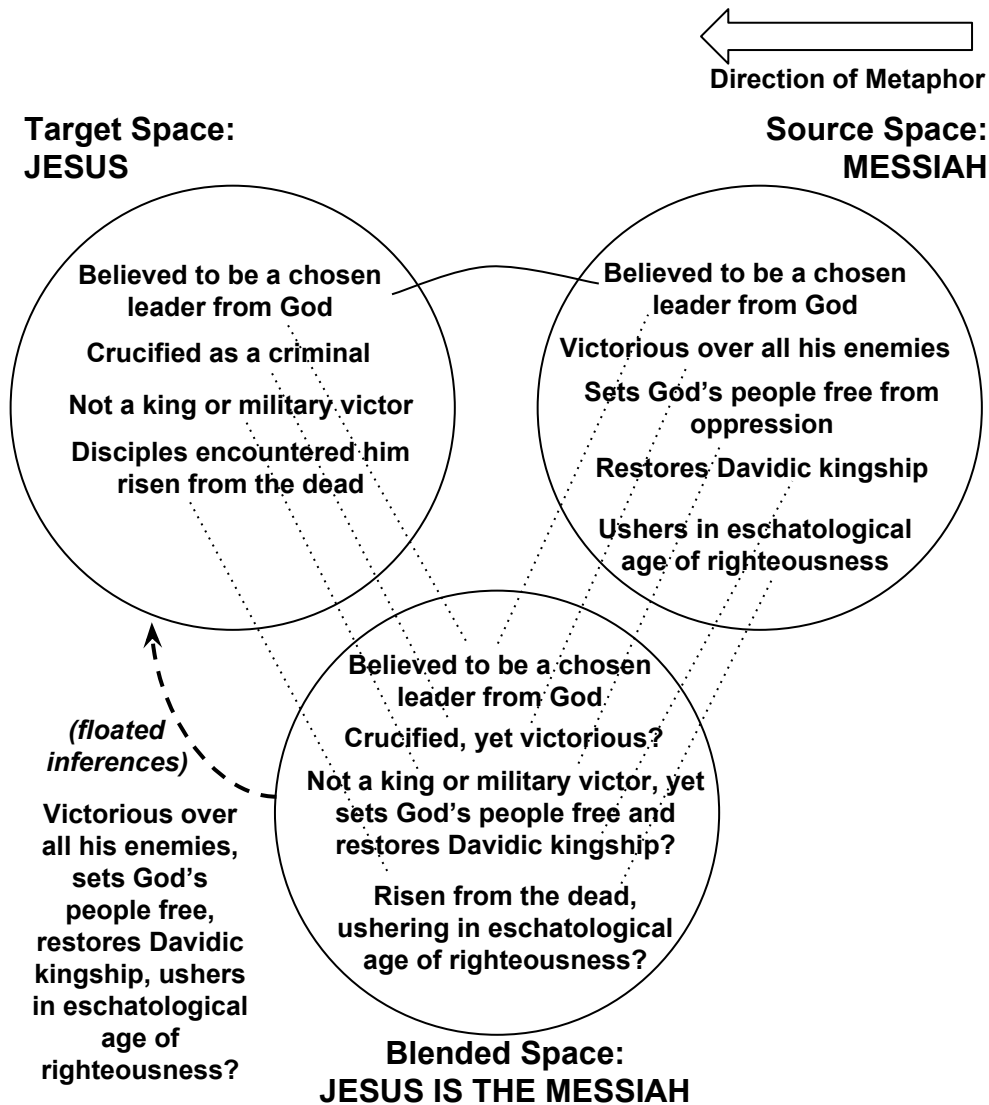 Direction of Metaphor
Target Space:
JESUS
Source Space:
MESSIAH
Believed to be a chosen
leader from God
Crucified as a criminal
Not a king or military victor
Disciples encountered him
risen from the dead
Believed to be a chosen
leader from God
Victorious over all his enemies
Sets God's people free from
oppression
Restores Davidic kingship
Ushers in eschatological
age of righteousness
Believed to be a chosen
leader from God
Crucified, yet victorious?
Not a king or military victor, yet
sets God's people free and
restores Davidic kingship?
Risen from the dead,
ushering in eschatological
age of righteousness?
(floated
inferences)
Victorious over
all his enemies,
sets God's
people free,
restores Davidic
kingship, ushers
in eschatological
age of
righteousness?
Blended Space:
JESUS IS THE MESSIAH